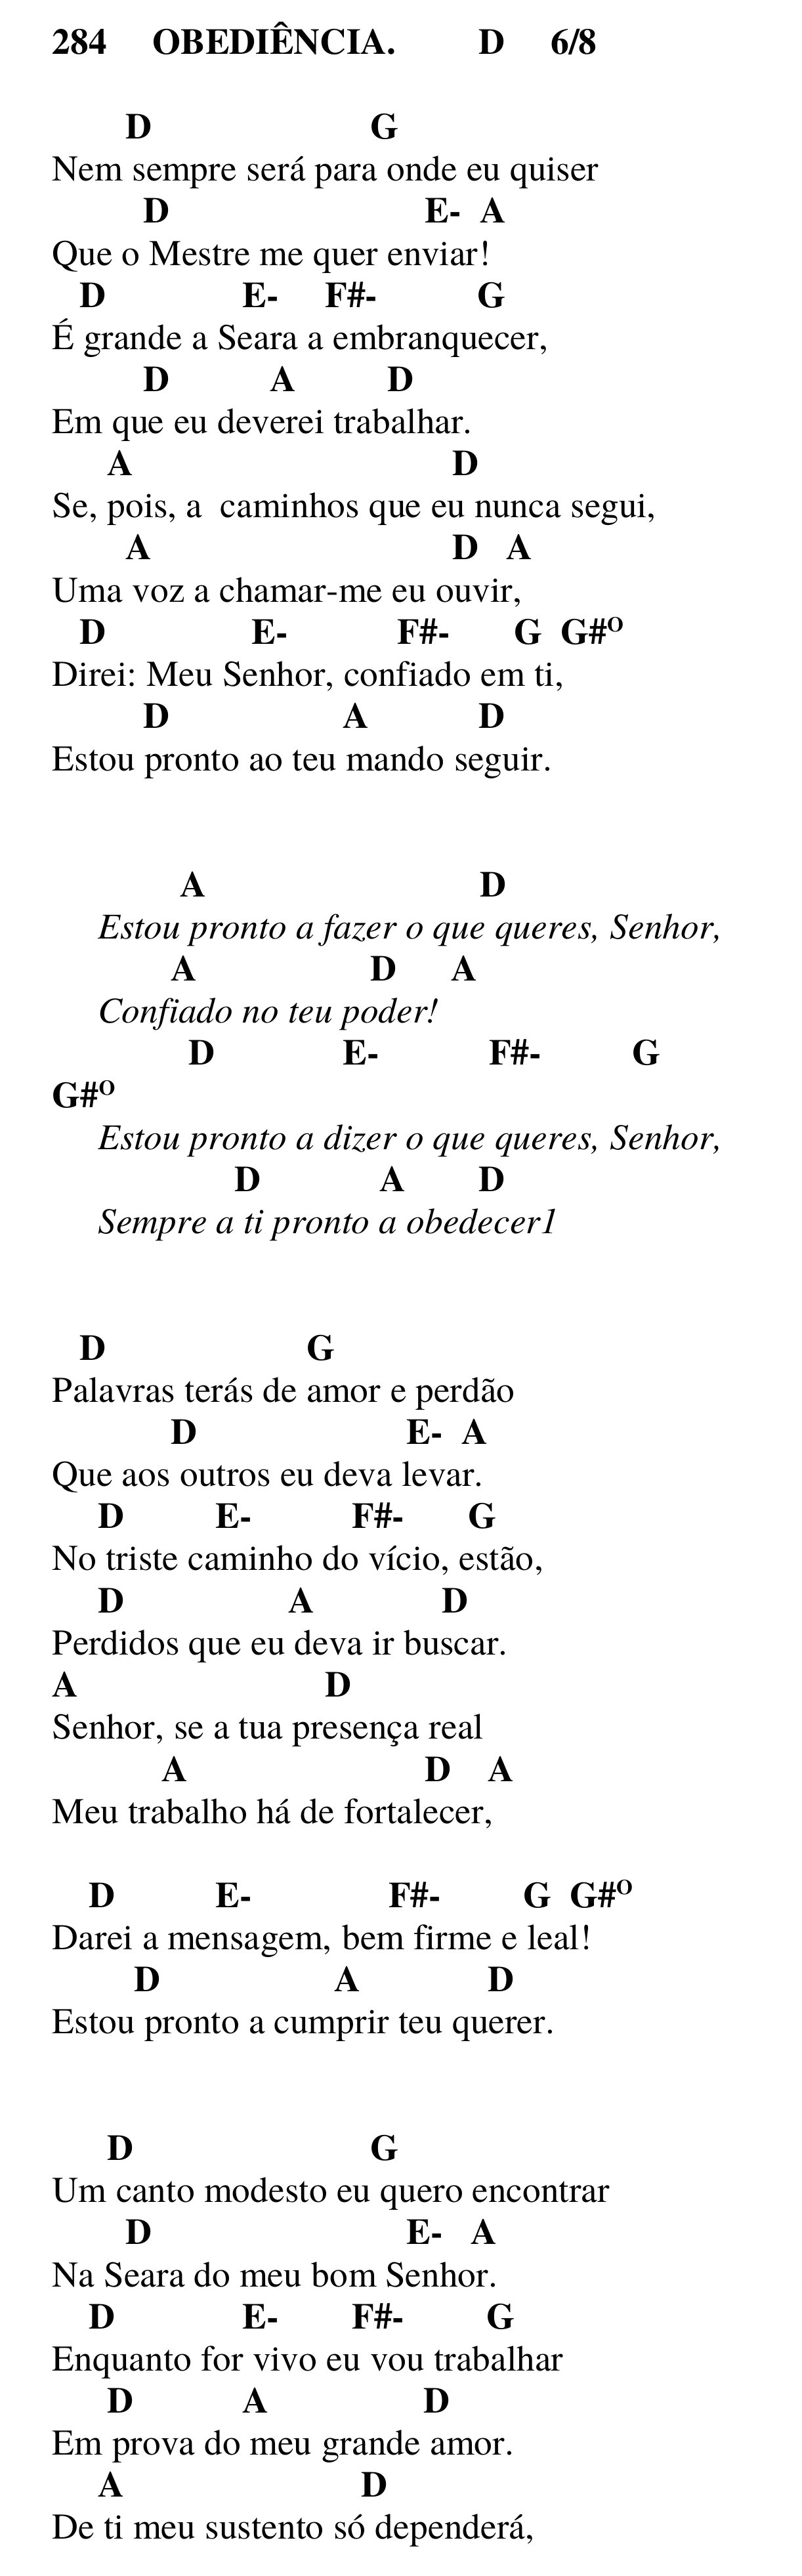 284 OBEDIÊNCIA. D 6/8
D G
Nem sempre será para onde eu quiser
D E- A
Que o Mestre me quer enviar!
D E- F#- G
É grande a Seara a embranquecer,
D A D
Em que eu deverei trabalhar.
A D
Se, pois, a caminhos que eu nunca segui,
A D A
Uma voz a chamar-me eu ouvir,
D E- F#- G G#º
Direi: Meu Senhor, confiado em ti,
D A D
Estou pronto ao teu mando seguir.
A D
Estou pronto a fazer o que queres, Senhor,
A D A
Confiado no teu poder!
D E- F#- G
G#º
Estou pronto a dizer o que queres, Senhor,
D A D
Sempre a ti pronto a obedecer1
D G
Palavras terás de amor e perdão
D E- A
Que aos outros eu deva levar.
D E- F#- G
No triste caminho do vício, estão,
D A D
Perdidos que eu deva ir buscar.
A D
Senhor, se a tua presença real
A D A
Meu trabalho há de fortalecer,
D E- F#- G G#º
Darei a mensagem, bem firme e leal!
D A D
Estou pronto a cumprir teu querer.
D G
Um canto modesto eu quero encontrar
D E- A
Na Seara do meu bom Senhor.
D E- F#- G
Enquanto for vivo eu vou trabalhar
D A D
Em prova do meu grande amor.
A D
De ti meu sustento só dependerá,